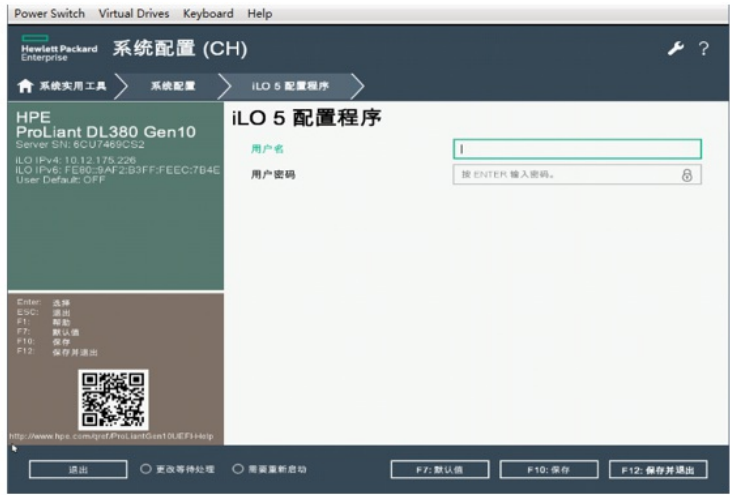 Power Switch Virtual Drives Keyboard Help
Hewlett Packard
Enterprise
系统配置 (CH)
?
系统实用工具
系统配置
iLO 5 配置程序
HPE
ProLiant DL380 Gen10
Server SN: 6CU7469CS2
iLO IPv4: 10.12.175.226
iLO IPv6: FE80::9AF2:B3FF:FEEC:7B4E
User Default: OFF
iLO 5 配置程序
用户名
用户密码
按 ENTER 输入密码。
Enter: 选择
ESC: 退出
F1: 帮助
F7: 默认值
F10: 保存
F12: 保存并退出
http://www.hpe.com/qref/ProLiantGen10UEFI-Help
退出
更改等待处理
需要重新启动
F7: 默认值
F10: 保存
F12: 保存并退出